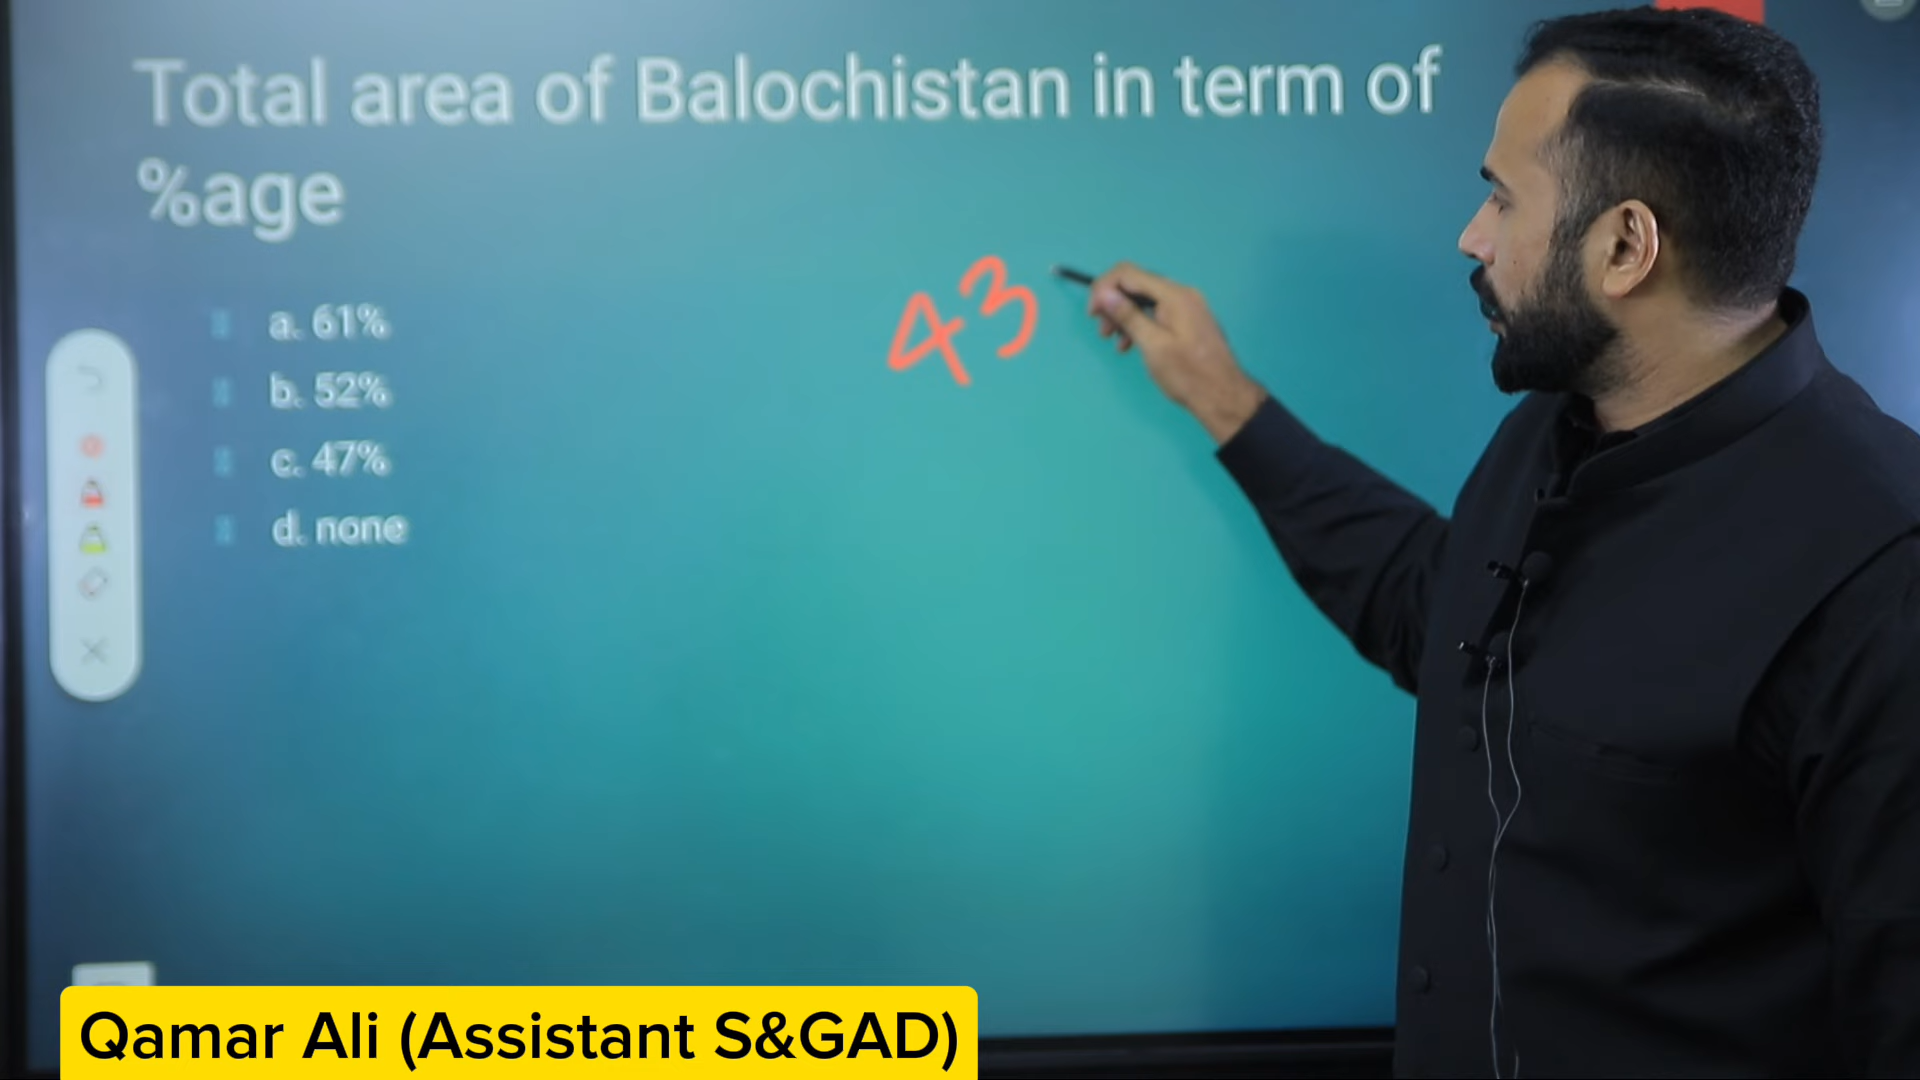 Total area of Balochistan in term of
%age
43
a. 61%
b. 52%
c. 47%
d. none
Qamar Ali (Assistant S&GAD)